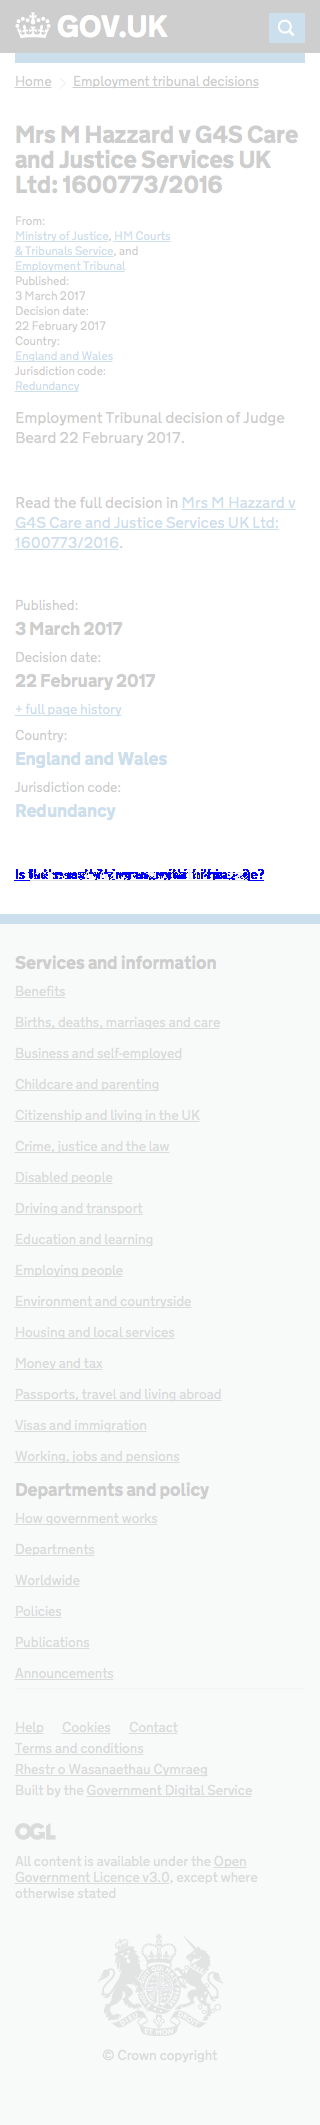 GOV.UK
Home > Employment tribunal decisions
Mrs M Hazzard v G4S Care
and Justice Services UK
Ltd: 1600773/2016
From:
Ministry of Justice, HM Courts
& Tribunals Service, and
Employment Tribunal
Published:
3 March 2017
Decision date:
22 February 2017
Country:
England and Wales
Jurisdiction code:
Redundancy
Employment Tribunal decision of Judge
Beard 22 February 2017.
Read the full decision in Mrs M Hazzard v
G4S Care and Justice Services UK Ltd:
1600773/2016.
Published:
3 March 2017
Decision date:
22 February 2017
+ full page history
Country:
England and Wales
Jurisdiction code:
Redundancy
Is
Services and information
Benefits
Births, deaths, marriages and care
Business and self-employed
Childcare and parenting
Citizenship and living in the UK
Crime, justice and the law
Disabled people
Driving and transport
Education and learning
Employing people
Environment and countryside
Housing and local services
Money and tax
Passports, travel and living abroad
Visas and immigration
Working, jobs and pensions
Departments and policy
How government works
Departments
Worldwide
Policies
Publications
Announcements
Help Cookies Contact
Terms and conditions
Rhestr o Wasanaethau Cymraeg
Built by the Government Digital Service
OGL
All content is available under the Open
Government Licence v3.0, except where
otherwise stated
© Crown copyright